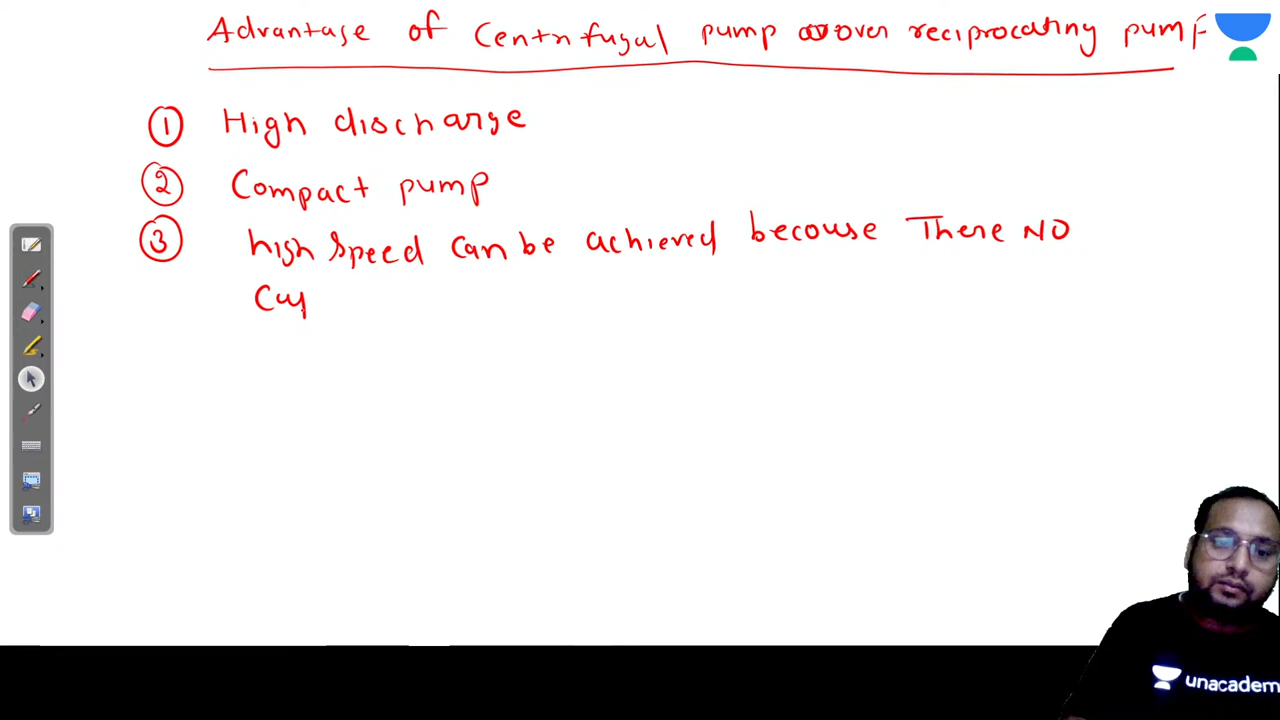 Advantage of Centrifugal pump over reciprocating pump
① High discharge
② Compact pump
③ high speed can be achieved becouse There NO
unacadem